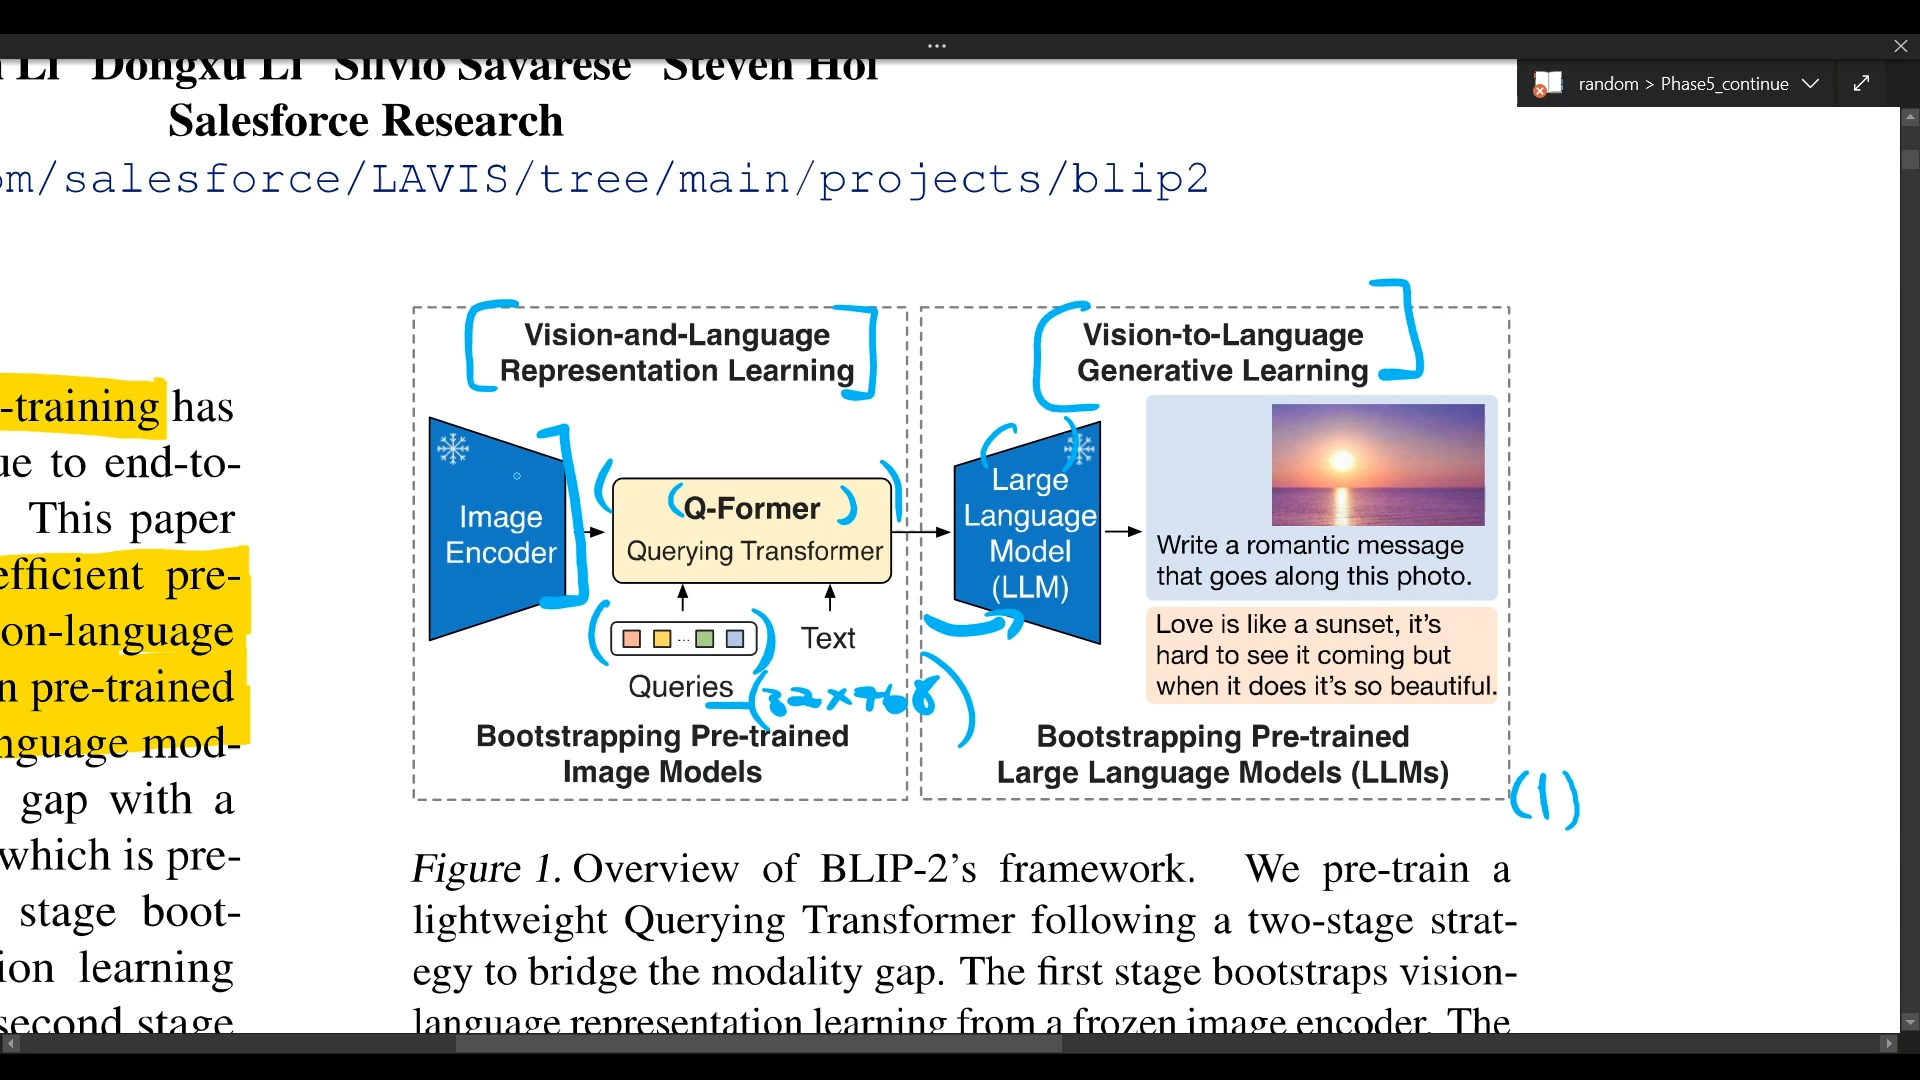 ...
random > Phase5_continue
Li Dongxu Li Silvio Savarese Steven Hoi
Salesforce Research
om/salesforce/LAVIS/tree/main/projects/blip2
-training has
ue to end-to-
This paper
efficient pre-
on-language
n pre-trained
nguage mod-
gap with a
which is pre-
stage boot-
ion learning
second stage
Vision-and-Language
Representation Learning
Image
Encoder
Q-Former
Querying Transformer
...
Queries
Text
(32x768)
Bootstrapping Pre-trained
Image Models
Vision-to-Language
Generative Learning
Large
Language
Model
(LLM)
Write a romantic message
that goes along this photo.
Love is like a sunset, it's
hard to see it coming but
when it does it's so beautiful.
Bootstrapping Pre-trained
Large Language Models (LLMs)
(1)
Figure 1. Overview of BLIP-2's framework. We pre-train a
lightweight Querying Transformer following a two-stage strat-
egy to bridge the modality gap. The first stage bootstraps vision-
language representation learning from a frozen image encoder. The